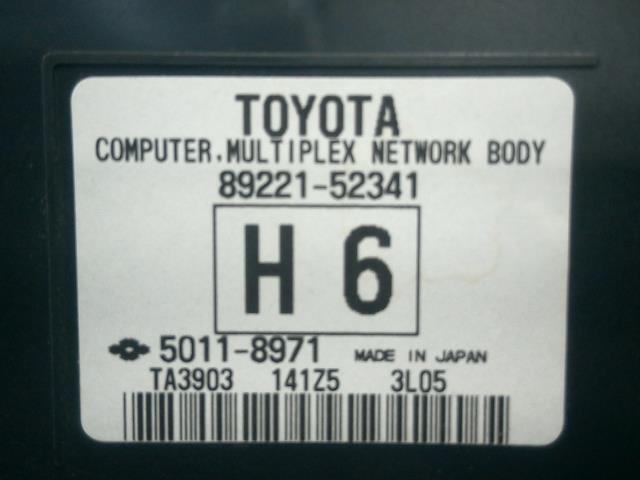 TOYOTA
COMPUTER.MULTIPLEX NETWORK BODY
89221-52341
H 6
5011-8971 MADE IN JAPAN
TA3903 141Z5 3L05